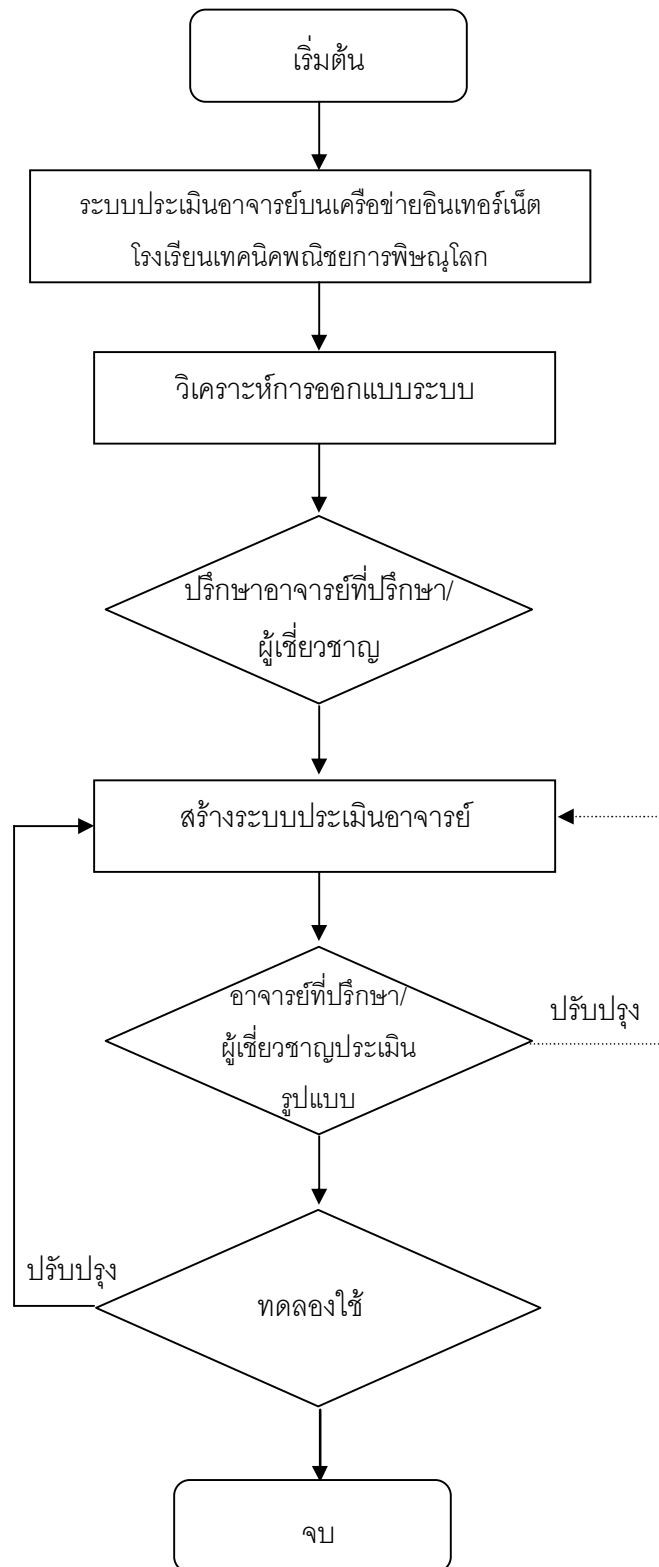 เริ่มต้น
ระบบประเมินอาจารย์บนเครือข่ายอินเทอร์เน็ต
โรงเรียนเทคนิคพณิชยการพิษณุโลก
วิเคราะห์การออกแบบระบบ
ปรึกษาอาจารย์ที่ปรึกษา/
ผู้เชี่ยวชาญ
สร้างระบบประเมินอาจารย์
อาจารย์ที่ปรึกษา/
ผู้เชี่ยวชาญประเมิน
รูปแบบ
ปรับปรุง
ปรับปรุง
ทดลองใช้
จบ